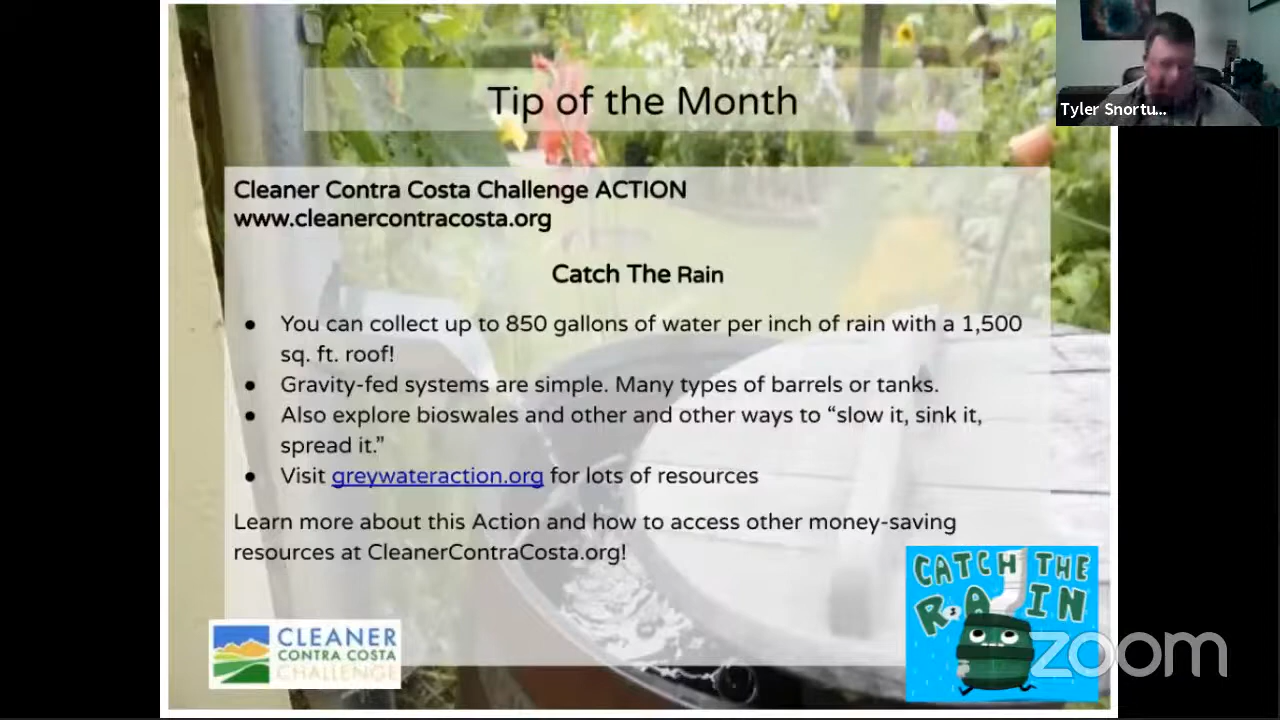 Tip of the Month
Tyler Snortu...
Cleaner Contra Costa Challenge ACTION
www.cleanercontracosta.org
Catch The Rain
● You can collect up to 850 gallons of water per inch of rain with a 1,500
sq. ft. roof!
● Gravity-fed systems are simple. Many types of barrels or tanks.
● Also explore bioswales and other and other ways to “slow it, sink it,
spread it.”
● Visit greywateraction.org for lots of resources
Learn more about this Action and how to access other money-saving
resources at CleanerContraCosta.org!
CATCH THE
RAIN
CLEANER
CONTRA COSTA
CHALLENGE
zoom